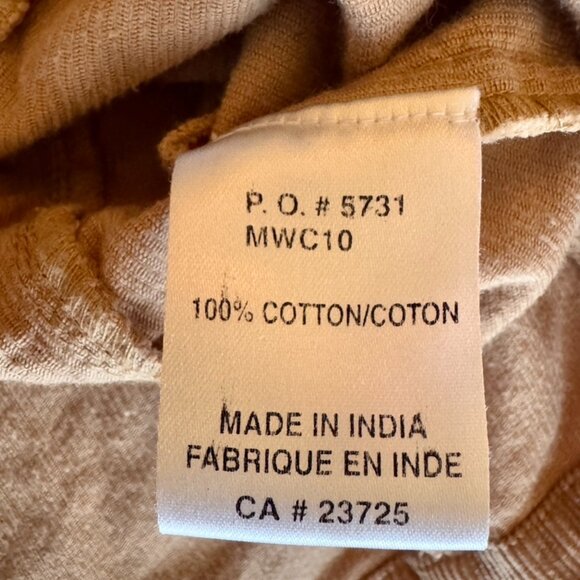 P. O. # 5731
MWC10
100% COTTON/COTON
MADE IN INDIA
FABRIQUE EN INDE
CA # 23725